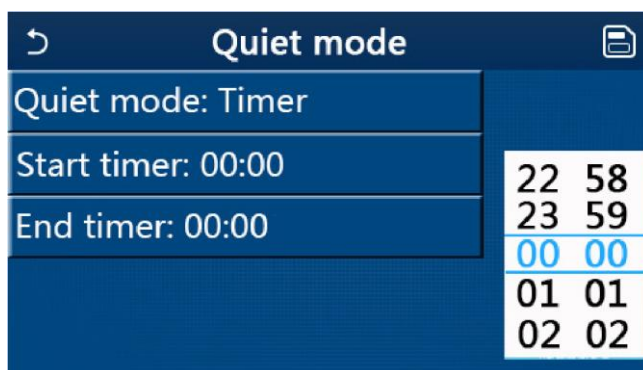 Quiet mode
Quiet mode: Timer
Start timer: 00:00
End timer: 00:00
22 58
23 59
00 00
01 01
02 02